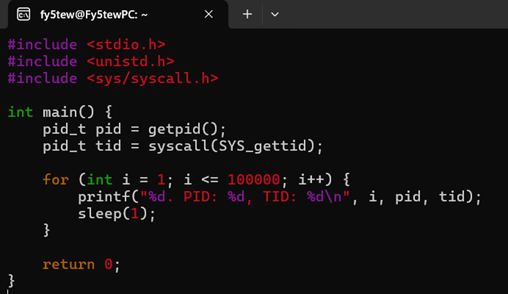 fy5tew@Fy5tewPC: ~
#include <stdio.h>
#include <unistd.h>
#include <sys/syscall.h>

int main() {
    pid_t pid = getpid();
    pid_t tid = syscall(SYS_gettid);

    for (int i = 1; i <= 100000; i++) {
        printf("%d. PID: %d, TID: %d\n", i, pid, tid);
        sleep(1);
    }

    return 0;
}